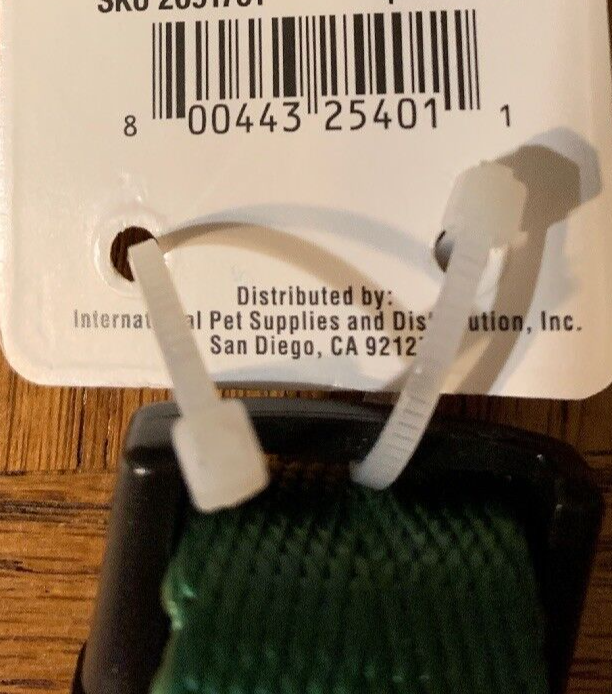 8 00443 25401 1
Distributed by:
Pet Supplies and Inc.
San Diego, CA